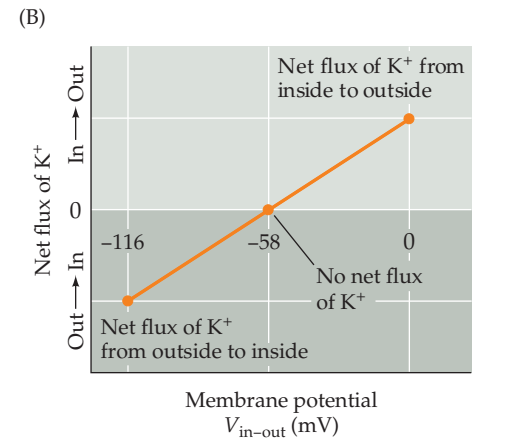 (B)
Net flux of K⁺ from
inside to outside
Net flux of K⁺
In → Out
0
Out → In
–116
–58
0
No net flux
of K⁺
Net flux of K⁺
from outside to inside
Membrane potential
V in–out (mV)